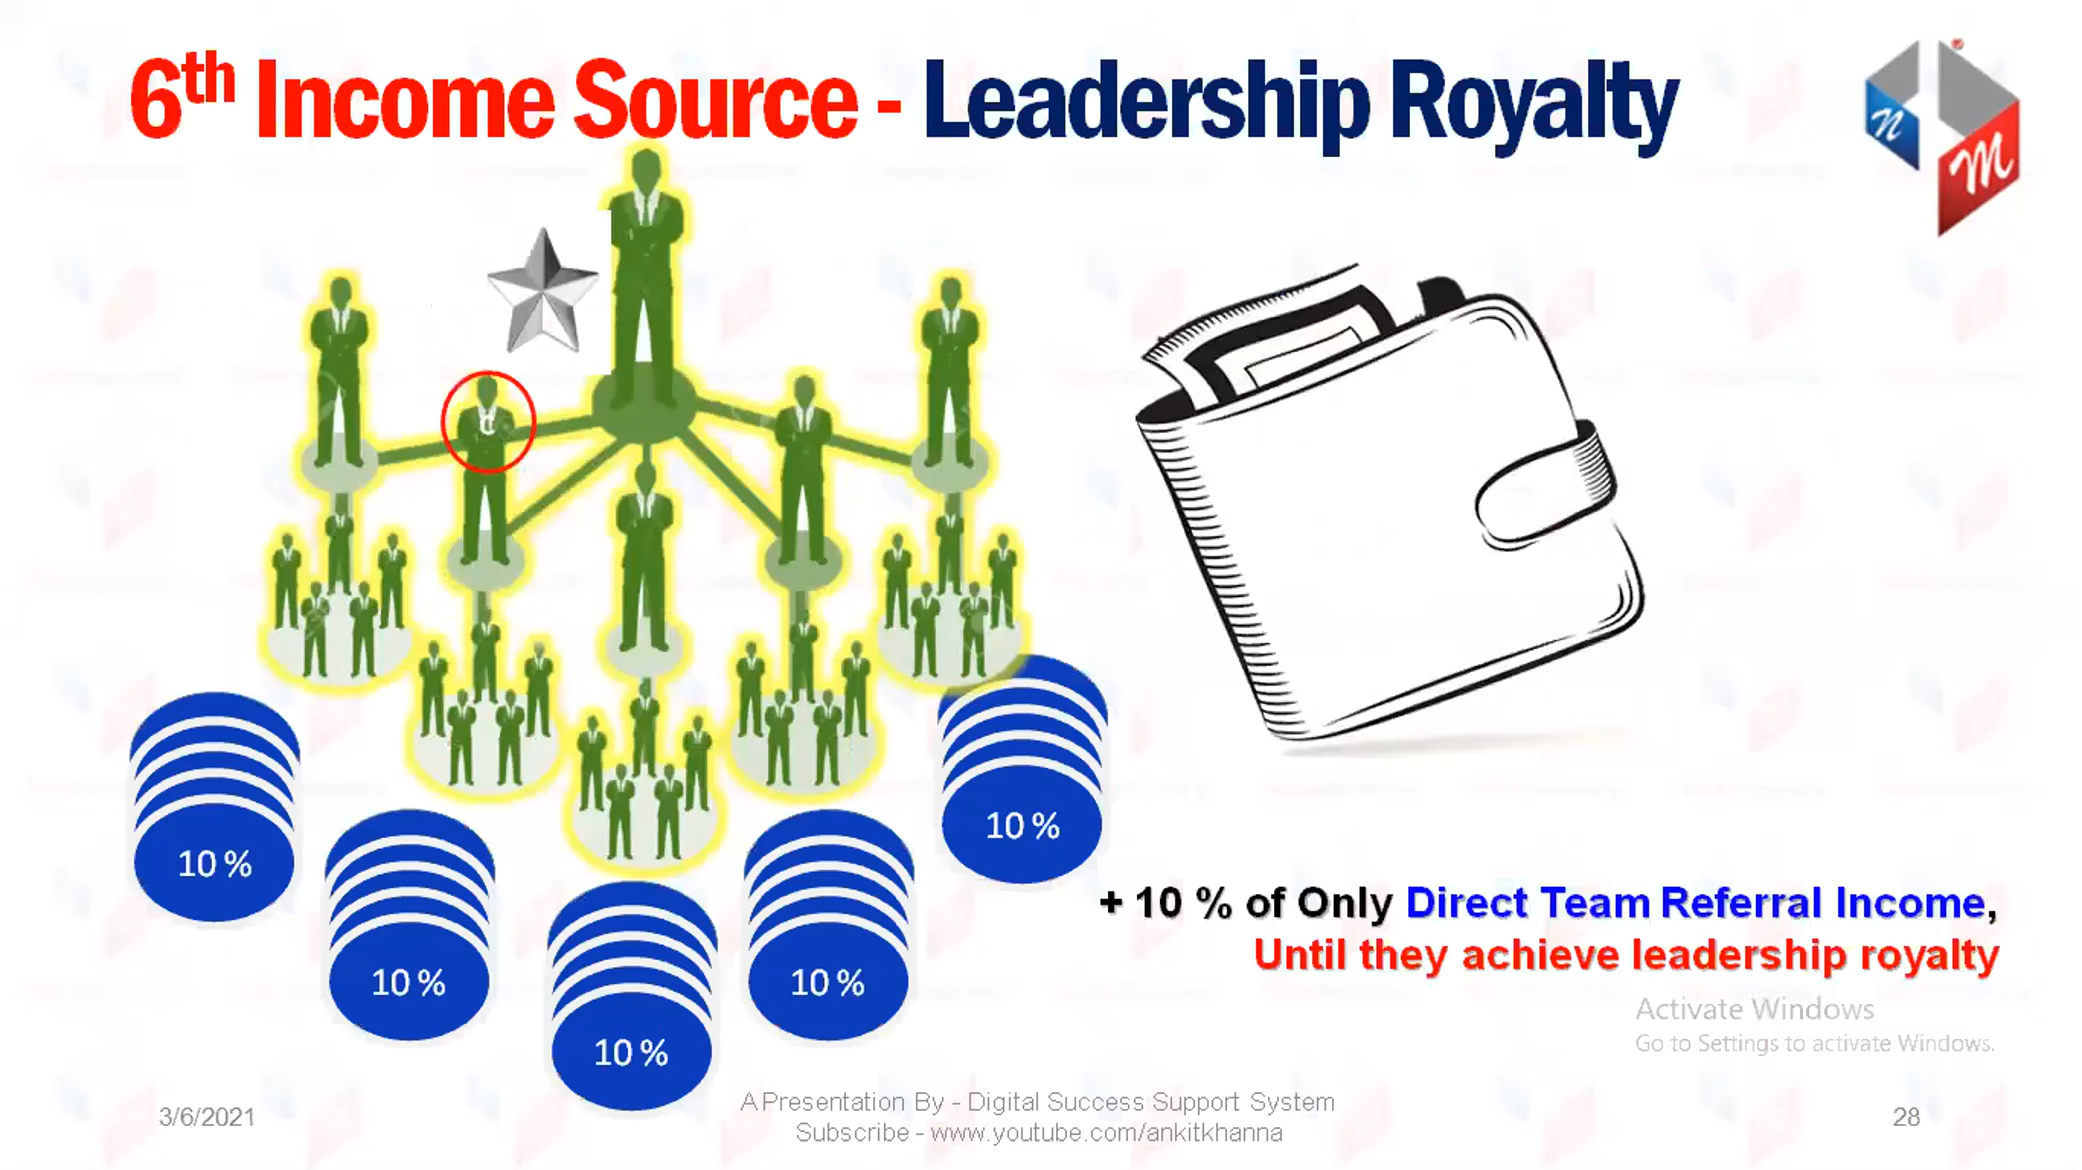 6th Income Source - Leadership Royalty
n
m
10 %
10 %
10 %
10 %
10 %
+ 10 % of Only Direct Team Referral Income,
Until they achieve leadership royalty
Activate Windows
Go to Settings to activate Windows.
3/6/2021
A Presentation By - Digital Success Support System
Subscribe - www.youtube.com/ankitkhanna
28